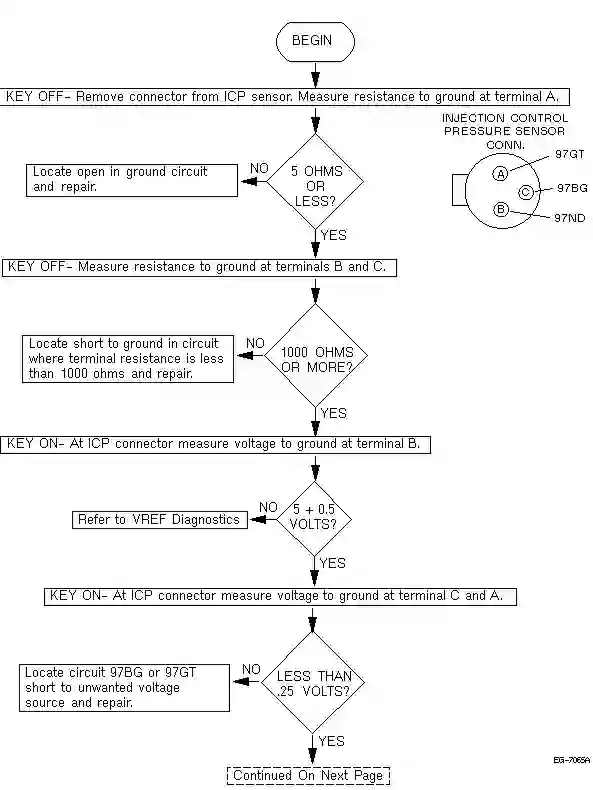 BEGIN
KEY OFF- Remove connector from ICP sensor. Measure resistance to ground at terminal A.
INJECTION CONTROL
PRESSURE SENSOR
CONN.
97GT
A
C
97BG
B
97ND
5 OHMS
OR
LESS?
NO
Locate open in ground circuit
and repair.
YES
KEY OFF- Measure resistance to ground at terminals B and C.
1000 OHMS
OR MORE?
NO
Locate short to ground in circuit
where terminal resistance is less
than 1000 ohms and repair.
YES
KEY ON- At ICP connector measure voltage to ground at terminal B.
5 + 0.5
VOLTS?
NO
Refer to VREF Diagnostics
YES
KEY ON- At ICP connector measure voltage to ground at terminal C and A.
LESS THAN
.25 VOLTS?
NO
Locate circuit 97BG or 97GT
short to unwanted voltage
source and repair.
YES
Continued On Next Page
EG-7065A